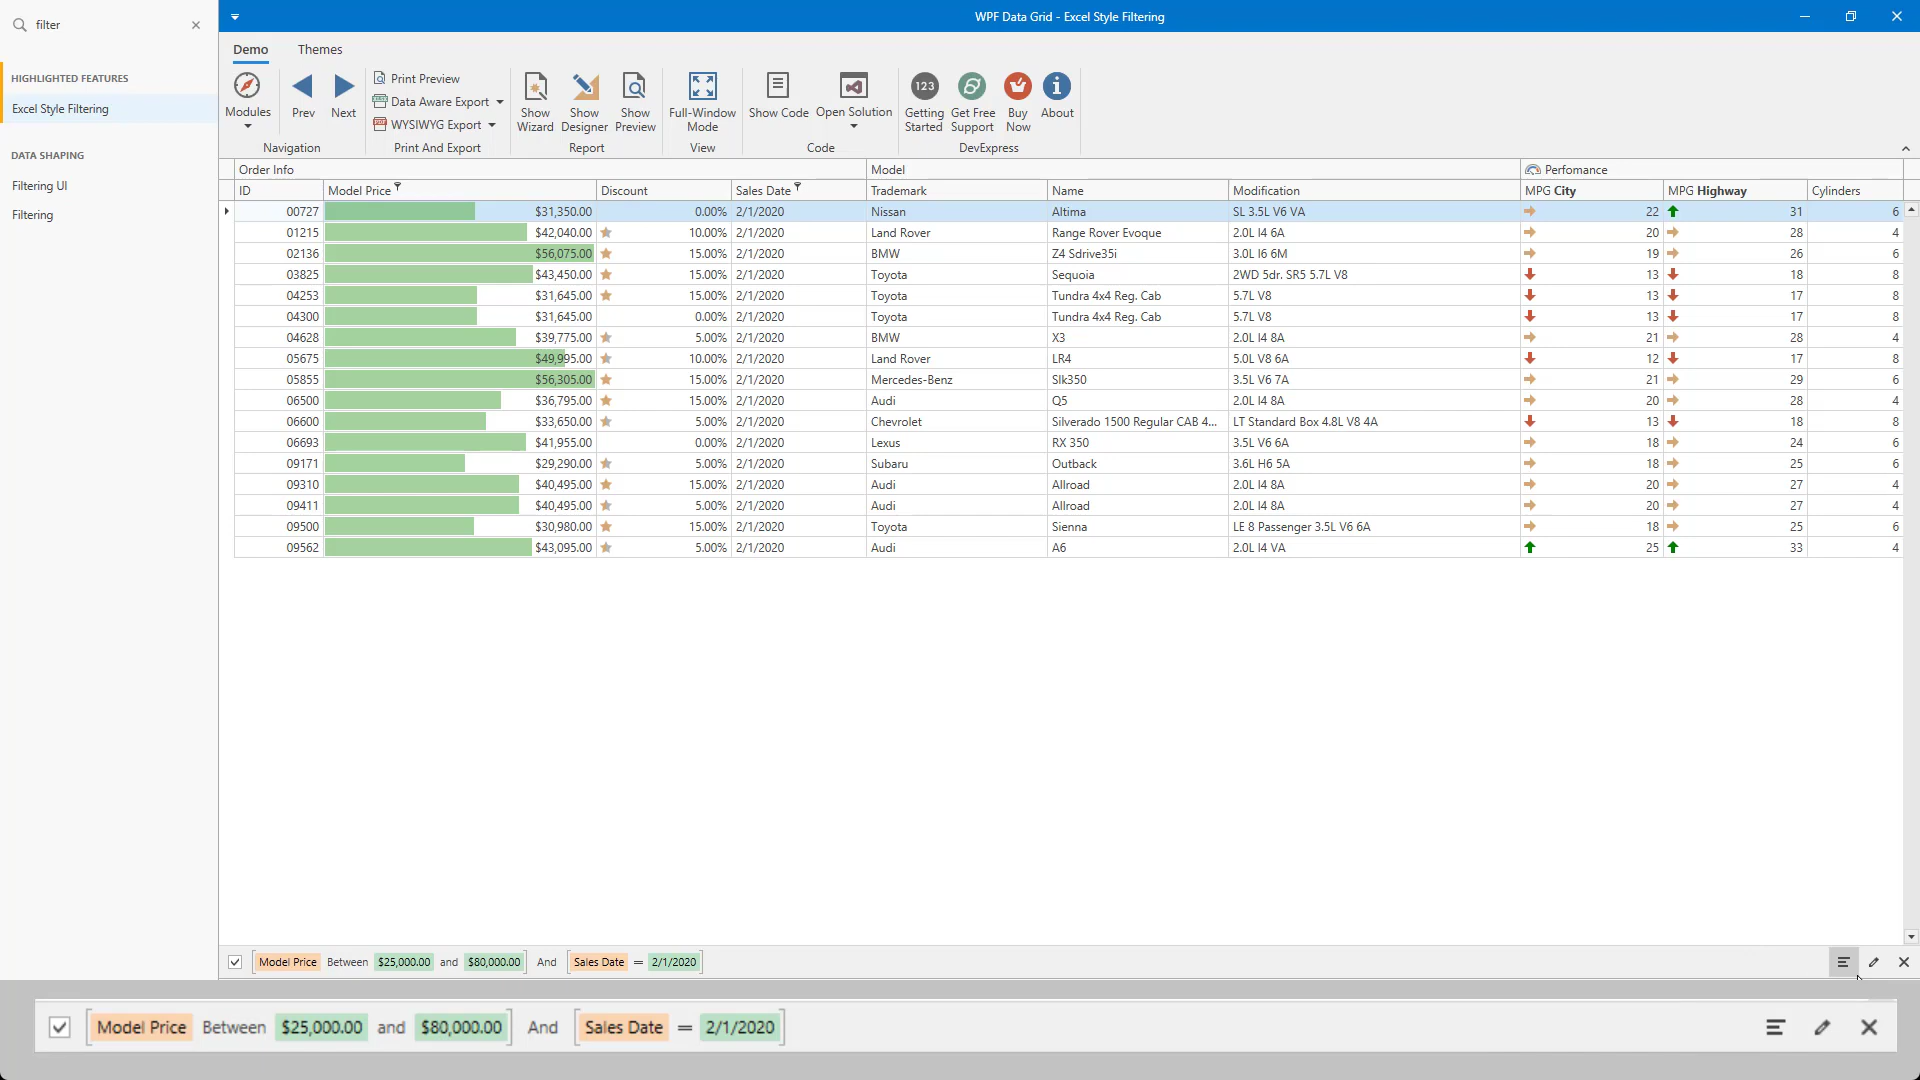 filter
WPF Data Grid - Excel Style Filtering
Demo Themes
HIGHLIGHTED FEATURES
Excel Style Filtering
DATA SHAPING
Filtering UI
Filtering
Modules
Prev
Next
Print Preview
Data Aware Export
WYSIWYG Export
Show Wizard
Show Designer
Show Preview
Full-Window Mode
Show Code
Open Solution
123
Getting Started
Get Free Support
Buy Now
About
Navigation Print And Export Report View Code DevExpress
Order Info Model Perfomance
ID Model Price Discount Sales Date Trademark Name Modification MPG City MPG Highway Cylinders
00727 $31,350.00 0.00% 2/1/2020 Nissan Altima SL 3.5L V6 VA 22 31 6
01215 $42,040.00 10.00% 2/1/2020 Land Rover Range Rover Evoque 2.0L I4 6A 20 28 4
02136 $56,075.00 15.00% 2/1/2020 BMW Z4 Sdrive35i 3.0L I6 6M 19 26 6
03825 $43,450.00 15.00% 2/1/2020 Toyota Sequoia 2WD 5dr. SR5 5.7L V8 13 18 8
04253 $31,645.00 15.00% 2/1/2020 Toyota Tundra 4x4 Reg. Cab 5.7L V8 13 17 8
04300 $31,645.00 0.00% 2/1/2020 Toyota Tundra 4x4 Reg. Cab 5.7L V8 13 17 8
04628 $39,775.00 5.00% 2/1/2020 BMW X3 2.0L I4 8A 21 28 4
05675 $49,995.00 10.00% 2/1/2020 Land Rover LR4 5.0L V8 6A 12 17 8
05855 $56,305.00 15.00% 2/1/2020 Mercedes-Benz Slk350 3.5L V6 7A 21 29 6
06500 $36,795.00 15.00% 2/1/2020 Audi Q5 2.0L I4 8A 20 28 4
06600 $33,650.00 5.00% 2/1/2020 Chevrolet Silverado 1500 Regular CAB 4... LT Standard Box 4.8L V8 4A 13 18 8
06693 $41,955.00 0.00% 2/1/2020 Lexus RX 350 3.5L V6 6A 18 24 6
09171 $29,290.00 5.00% 2/1/2020 Subaru Outback 3.6L H6 5A 18 25 6
09310 $40,495.00 15.00% 2/1/2020 Audi Allroad 2.0L I4 8A 20 27 4
09411 $40,495.00 5.00% 2/1/2020 Audi Allroad 2.0L I4 8A 20 27 4
09500 $30,980.00 15.00% 2/1/2020 Toyota Sienna LE 8 Passenger 3.5L V6 6A 18 25 6
09562 $43,095.00 5.00% 2/1/2020 Audi A6 2.0L I4 VA 25 33 4
Model Price Between $25,000.00 and $80,000.00 And Sales Date = 2/1/2020
Model Price Between $25,000.00 and $80,000.00 And Sales Date = 2/1/2020